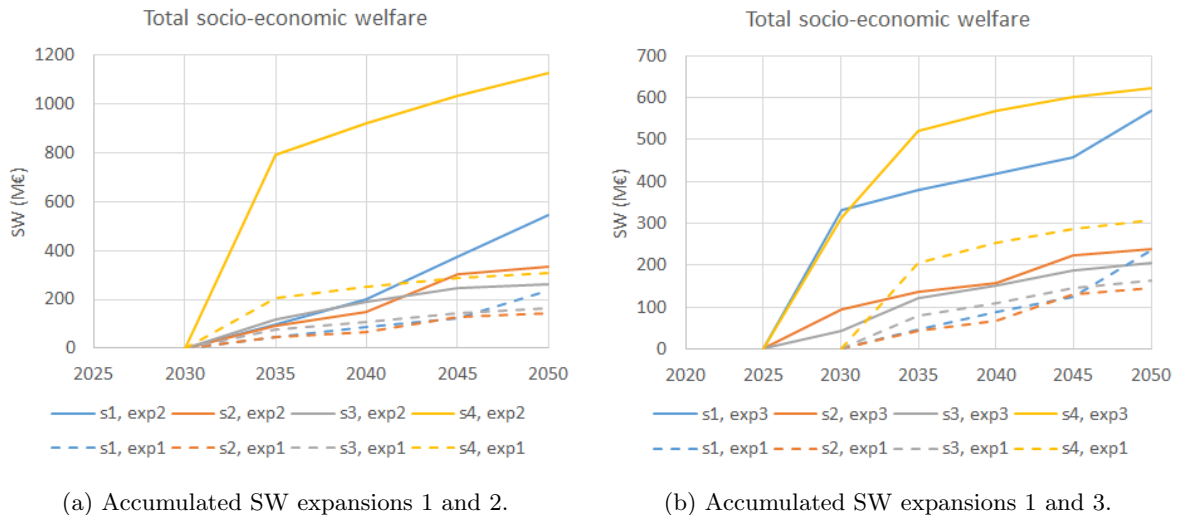 Total socio-economic welfare
1200
1000
800
600
400
200
0
SW (M€)
2025 2030 2035 2040 2045 2050
s1, exp2 s2, exp2 s3, exp2 s4, exp2
s1, exp1 s2, exp1 s3, exp1 s4, exp1
(a) Accumulated SW expansions 1 and 2.
Total socio-economic welfare
700
600
500
400
300
200
100
0
SW (M€)
2020 2025 2030 2035 2040 2045 2050
s1, exp3 s2, exp3 s3, exp3 s4, exp3
s1, exp1 s2, exp1 s3, exp1 s4, exp1
(b) Accumulated SW expansions 1 and 3.